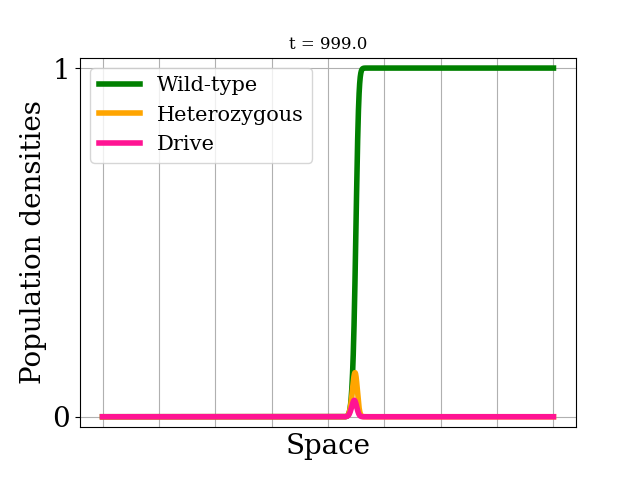 t = 999.0
1
Wild-type
Heterozygous
Drive
Population densities
0
Space